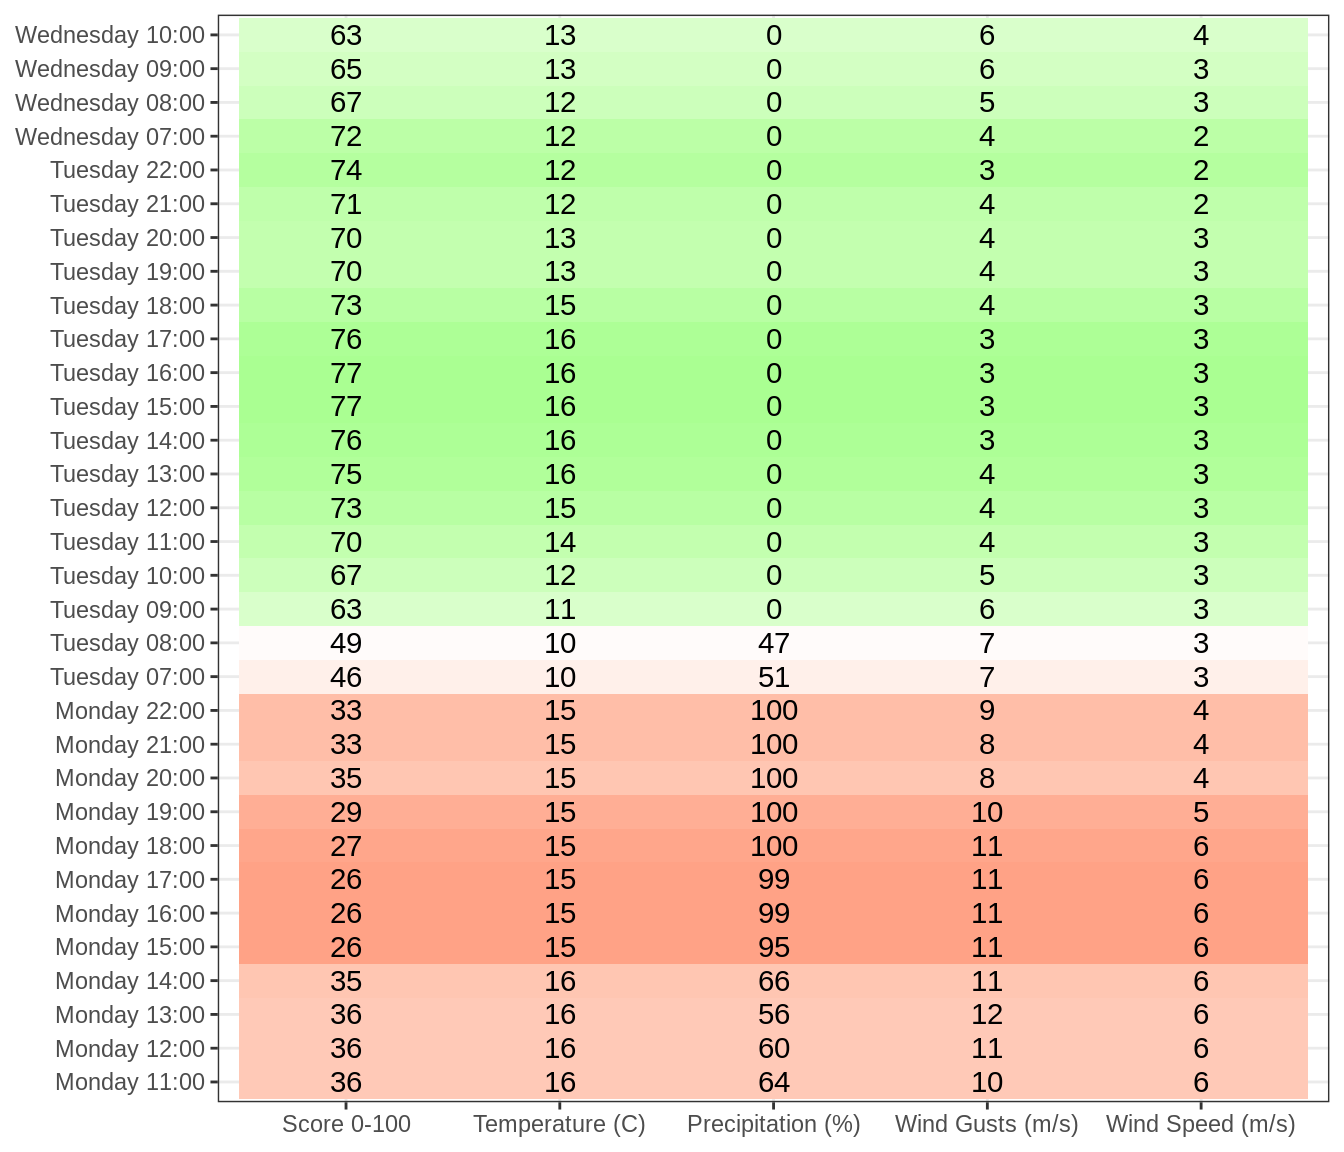 Wednesday 10:00 63 13 0 6 4
Wednesday 09:00 65 13 0 6 3
Wednesday 08:00 67 12 0 5 3
Wednesday 07:00 72 12 0 4 2
Tuesday 22:00 74 12 0 3 2
Tuesday 21:00 71 12 0 4 2
Tuesday 20:00 70 13 0 4 3
Tuesday 19:00 70 13 0 4 3
Tuesday 18:00 73 15 0 4 3
Tuesday 17:00 76 16 0 3 3
Tuesday 16:00 77 16 0 3 3
Tuesday 15:00 77 16 0 3 3
Tuesday 14:00 76 16 0 3 3
Tuesday 13:00 75 16 0 4 3
Tuesday 12:00 73 15 0 4 3
Tuesday 11:00 70 14 0 4 3
Tuesday 10:00 67 12 0 5 3
Tuesday 09:00 63 11 0 6 3
Tuesday 08:00 49 10 47 7 3
Tuesday 07:00 46 10 51 7 3
Monday 22:00 33 15 100 9 4
Monday 21:00 33 15 100 8 4
Monday 20:00 35 15 100 8 4
Monday 19:00 29 15 100 10 5
Monday 18:00 27 15 100 11 6
Monday 17:00 26 15 99 11 6
Monday 16:00 26 15 99 11 6
Monday 15:00 26 15 95 11 6
Monday 14:00 35 16 66 11 6
Monday 13:00 36 16 56 12 6
Monday 12:00 36 16 60 11 6
Monday 11:00 36 16 64 10 6
Score 0-100 Temperature (C) Precipitation (%) Wind Gusts (m/s) Wind Speed (m/s)